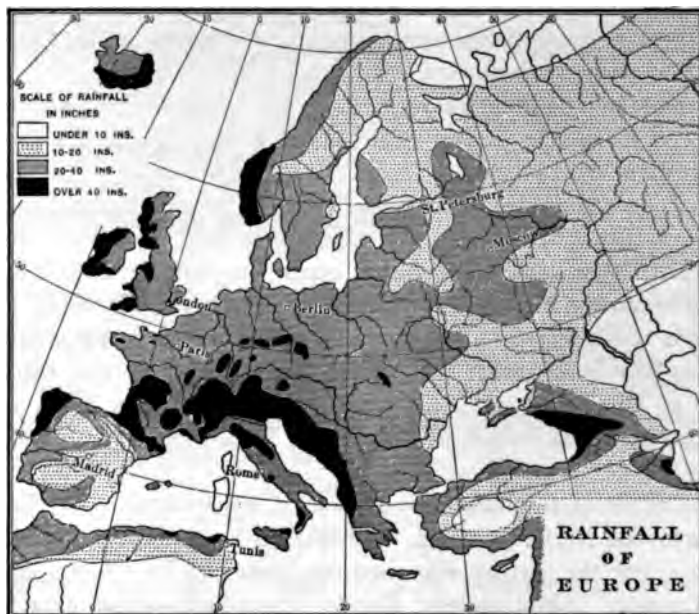 SCALE OF RAINFALL
IN INCHES
UNDER 10 INS.
10-20 INS.
20-40 INS.
OVER 40 INS.
St. Petersburg
Moscow
London
Berlin
Paris
Madrid
Rome
Tunis
RAINFALL
OF
EUROPE